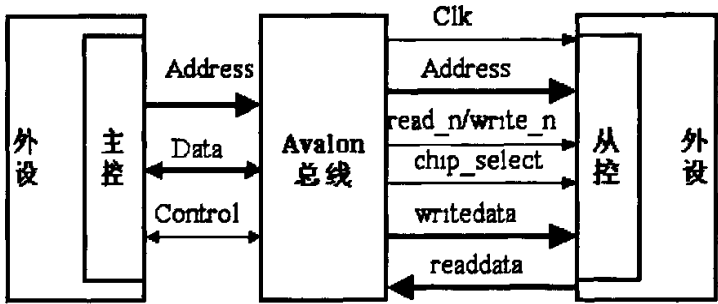 外设
主控
Address
Data
Control
Avalon
总线
Clk
Address
read_n/write_n
chip_select
writedata
readdata
从控
外设